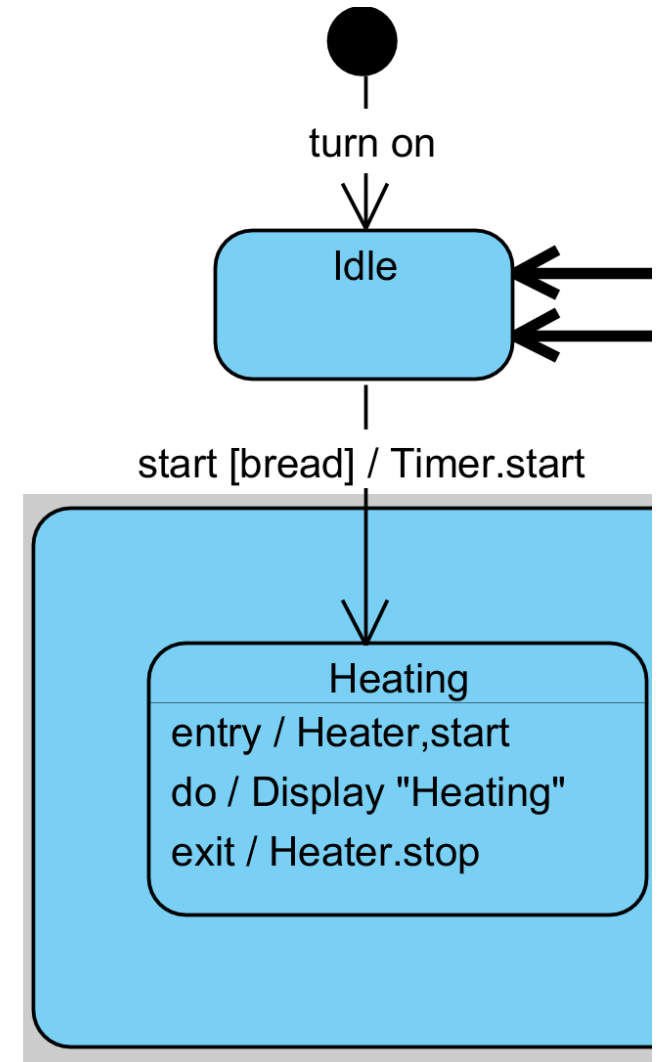 turn on
Idle
start [bread] / Timer.start
Heating
entry / Heater,start
do / Display "Heating"
exit / Heater.stop